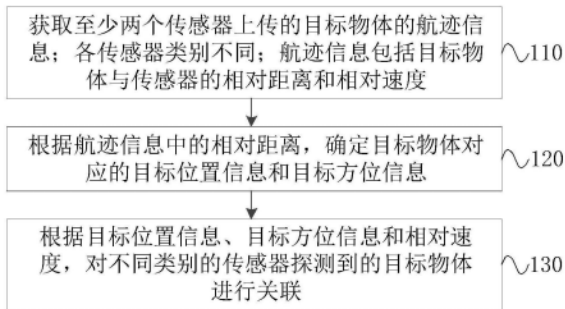 获取至少两个传感器上传的目标物体的航迹信
息；各传感器类别不同；航迹信息包括目标物
体与传感器的相对距离和相对速度
110
根据航迹信息中的相对距离，确定目标物体对
应的目标位置信息和目标方位信息
120
根据目标位置信息、目标方位信息和相对速
度，对不同类别的传感器探测到的目标物体
进行关联
130